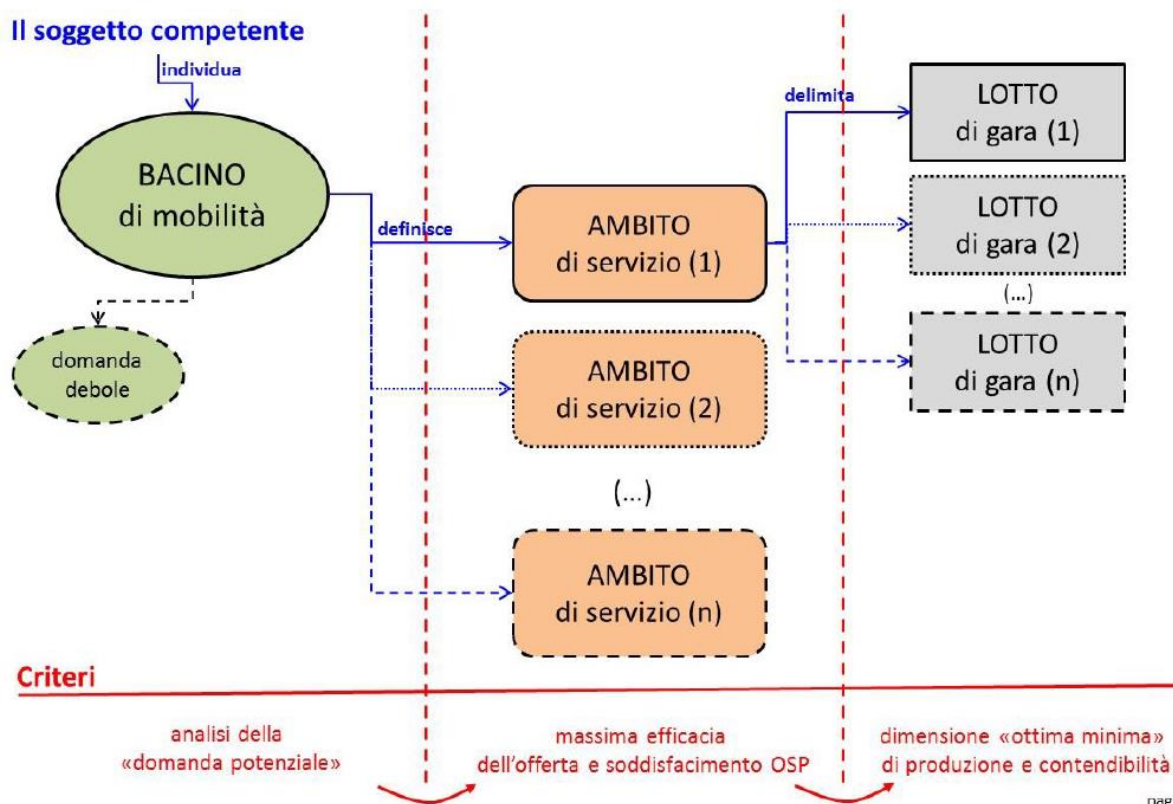 Il soggetto competente
individua
BACINO
di mobilità
domanda
debole
definisce
AMBITO
di servizio (1)
AMBITO
di servizio (2)
(...)
AMBITO
di servizio (n)
delimita
LOTTO
di gara (1)
LOTTO
di gara (2)
(...)
LOTTO
di gara (n)
Criteri
analisi della
«domanda potenziale»
massima efficacia
dell'offerta e soddisfacimento OSP
dimensione «ottima minima»
di produzione e contendibilità